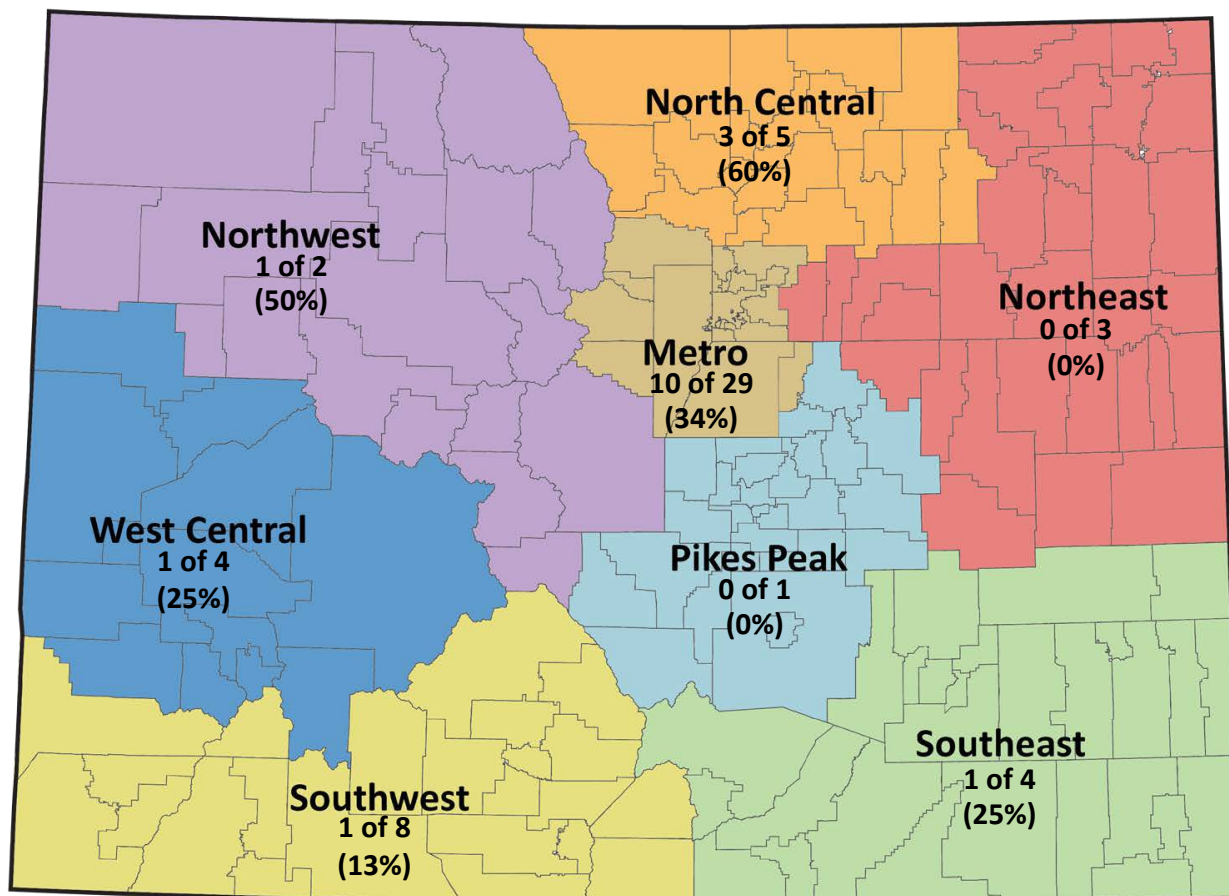 North Central
3 of 5
(60%)
Northwest
1 of 2
(50%)
Northeast
0 of 3
(0%)
Metro
10 of 29
(34%)
West Central
1 of 4
(25%)
Pikes Peak
0 of 1
(0%)
Southeast
1 of 4
(25%)
Southwest
1 of 8
(13%)